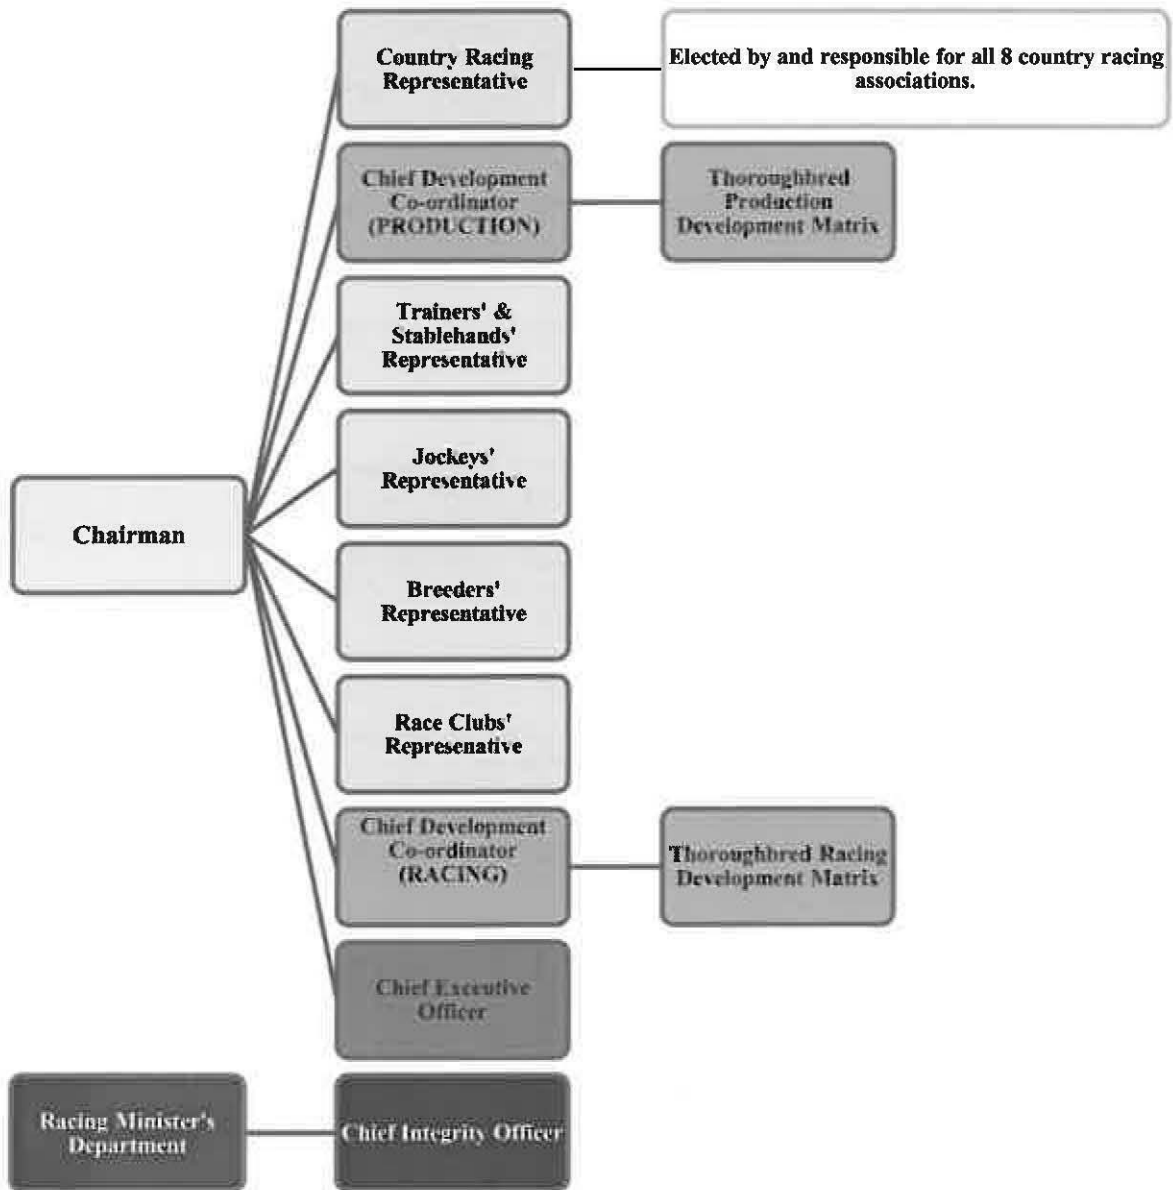 Country Racing
Representative
Elected by and responsible for all 8 country racing
associations.
Chief Development
Co-ordinator
(PRODUCTION)
Thoroughbred
Production
Development Matrix
Trainers' &
Stablehands'
Representative
Jockeys'
Representative
Chairman
Breeders'
Representative
Race Clubs'
Represenative
Chief Development
Co-ordinator
(RACING)
Thoroughbred Racing
Development Matrix
Chief Executive
Officer
Racing Minister's
Department
Chief Integrity Officer